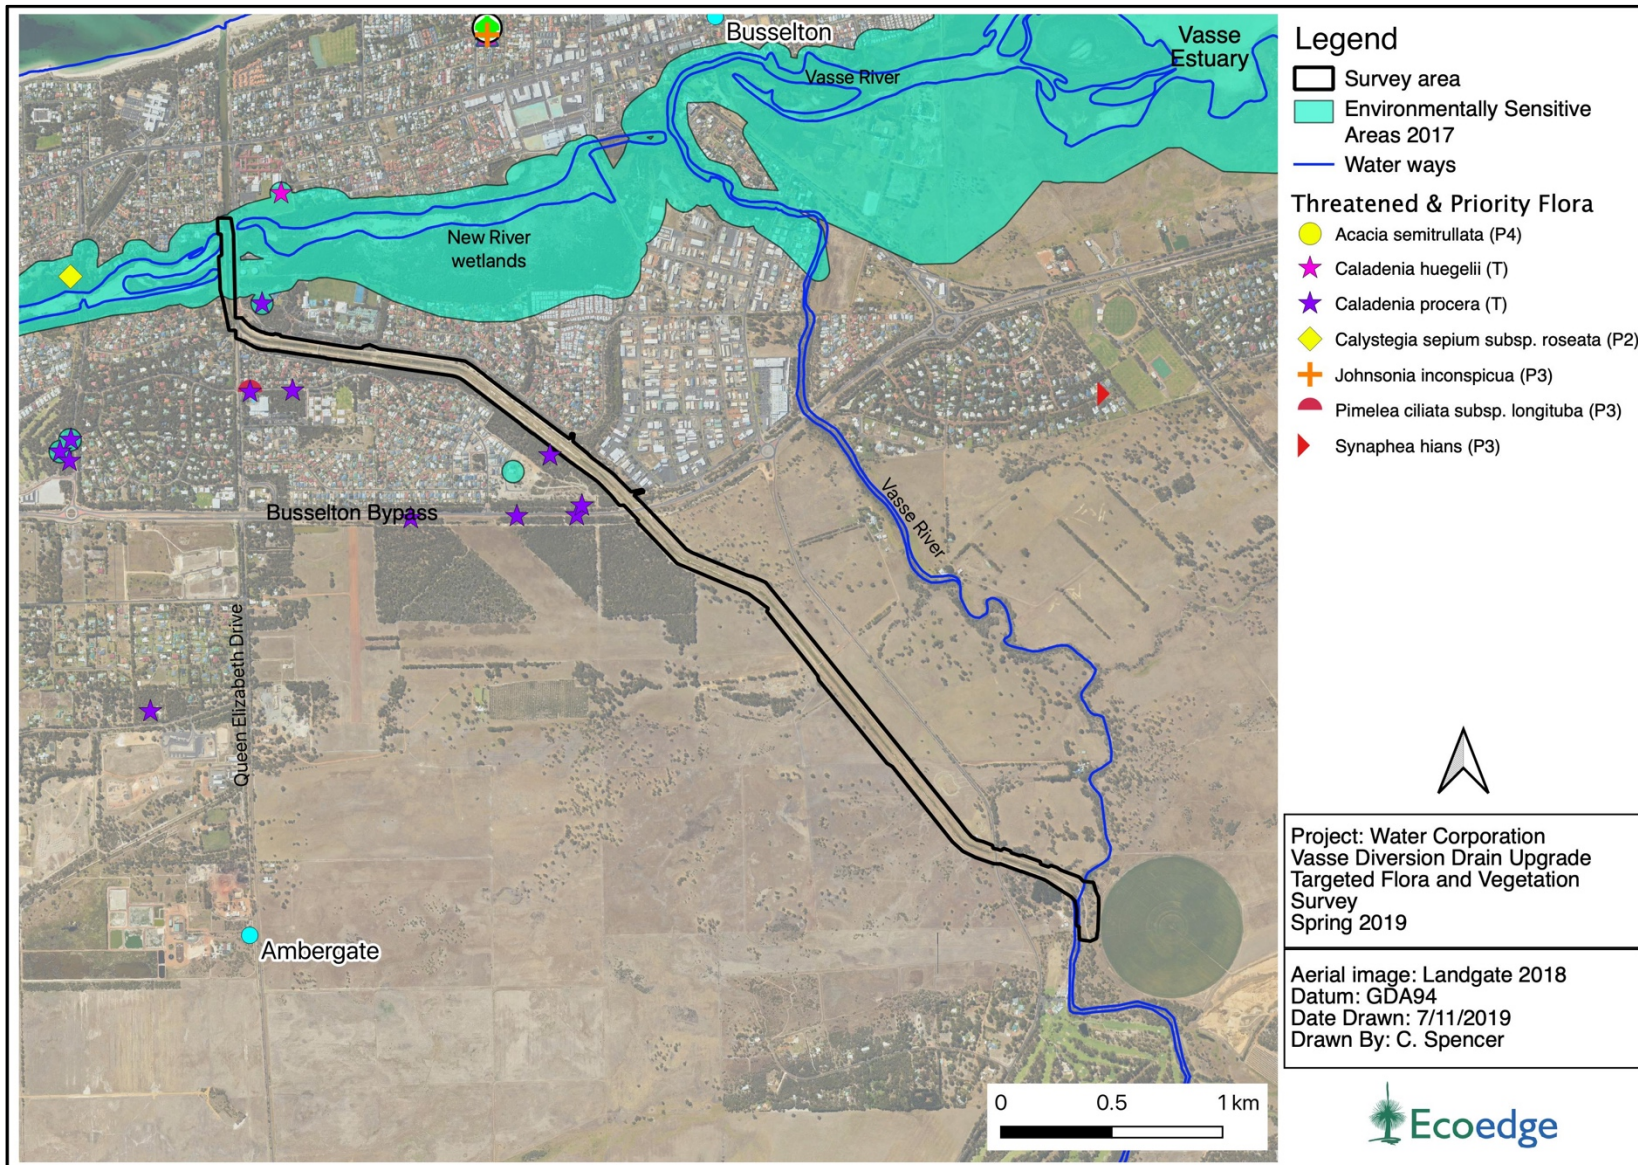 Busselton
Vasse
Estuary
Vasse River
New River
wetlands
Busselton Bypass
Vasse River
Queen Elizabeth Drive
Ambergate
0 0.5 1 km
Legend
Survey area
Environmentally Sensitive
Areas 2017
Water ways
Threatened & Priority Flora
Acacia semitrullata (P4)
Caladenia huegelii (T)
Caladenia procera (T)
Calystegia sepium subsp. roseata (P2)
Johnsonia inconspicua (P3)
Pimelea ciliata subsp. longituba (P3)
Synaphea hians (P3)
Project: Water Corporation
Vasse Diversion Drain Upgrade
Targeted Flora and Vegetation
Survey
Spring 2019
Aerial image: Landgate 2018
Datum: GDA94
Date Drawn: 7/11/2019
Drawn By: C. Spencer
Ecoedge